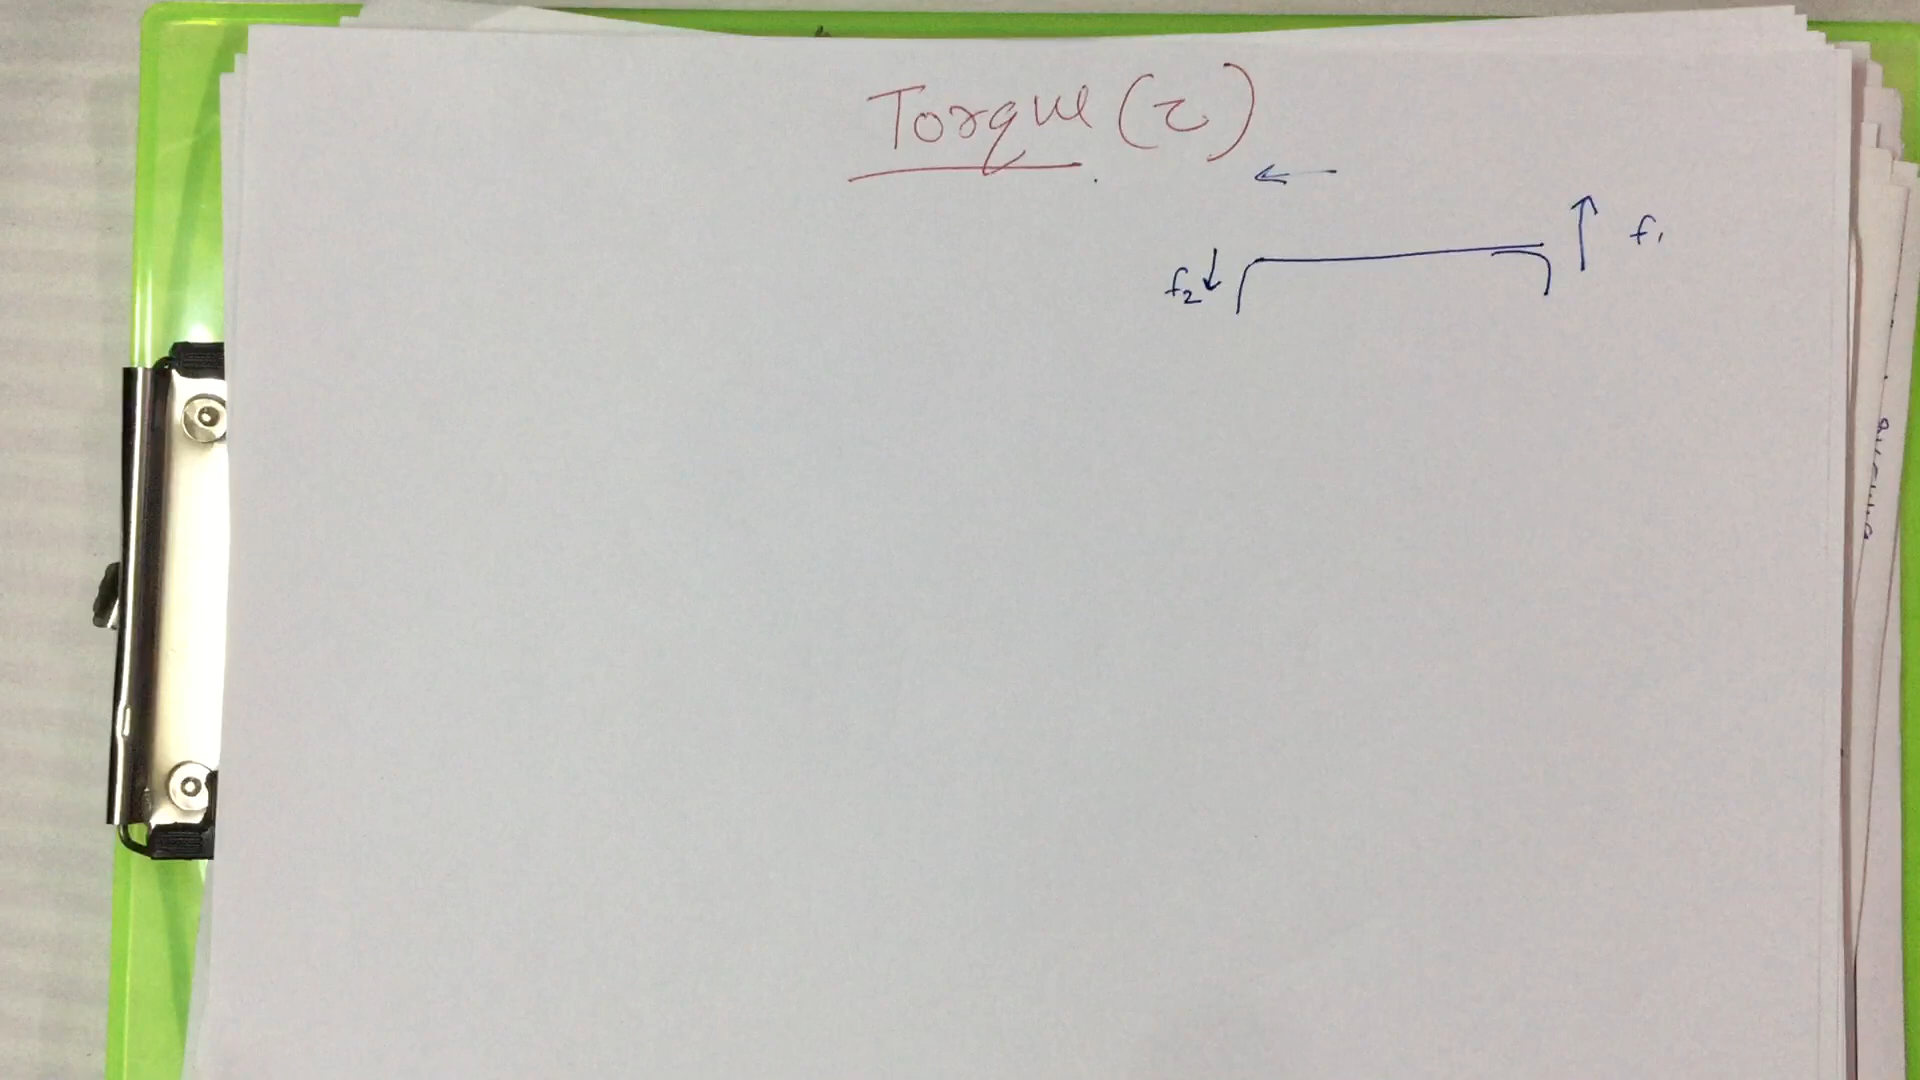 Torque (τ)
f₁
f₂